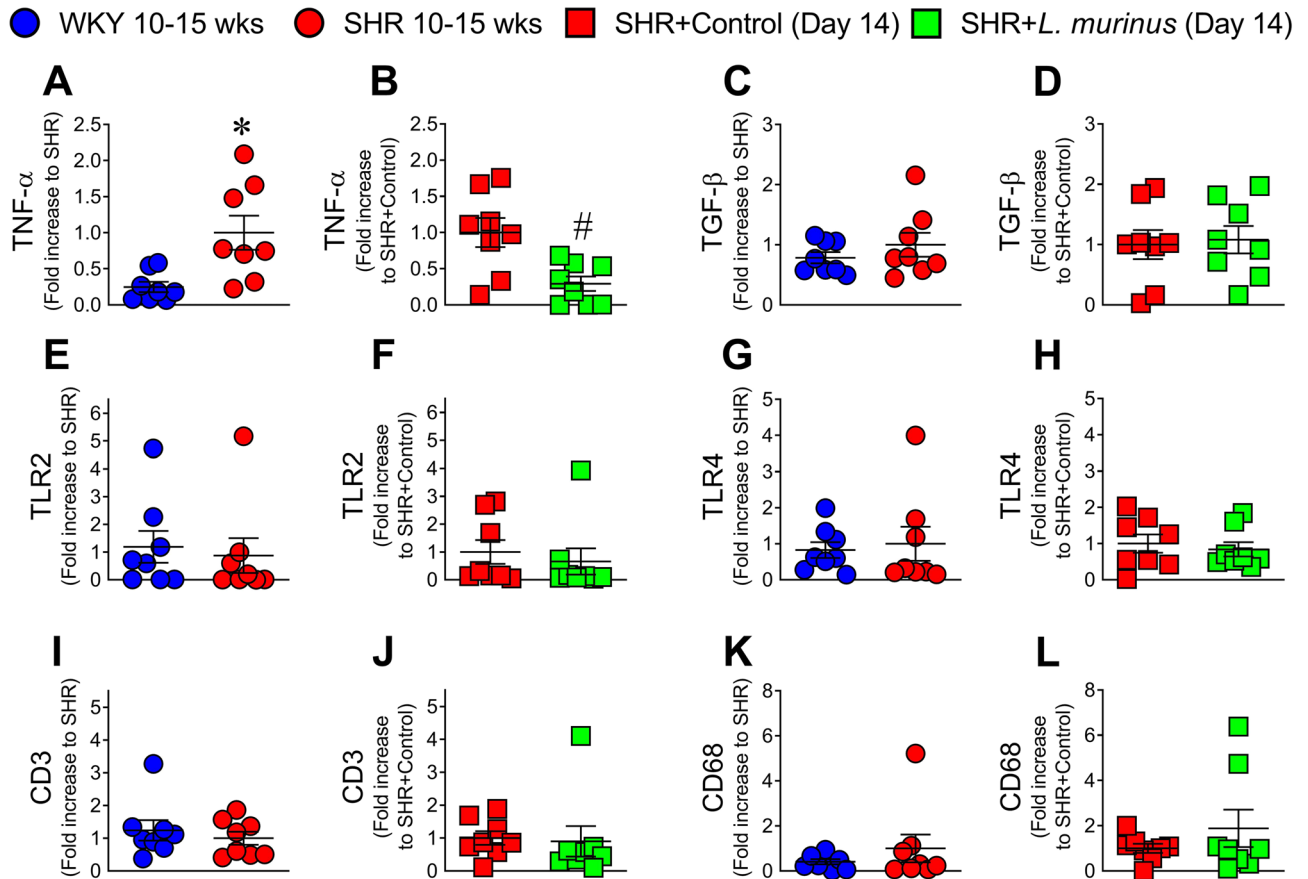 WKY 10-15 wks SHR 10-15 wks SHR+Control (Day 14) SHR+L. murinus (Day 14)
A
TNF-α
(Fold increase to SHR)
2.5
2.0
1.5
1.0
0.5
0.0
*
B
TNF-α
(Fold increase
to SHR+Control)
2.5
2.0
1.5
1.0
0.5
0.0
#
C
TGF-β
(Fold increase to SHR)
3
2
1
0
D
TGF-β
(Fold increase
to SHR+Control)
3
2
1
0
E
TLR2
(Fold increase to SHR)
6
5
4
3
2
1
0
F
TLR2
(Fold increase
to SHR+Control)
6
5
4
3
2
1
0
G
TLR4
(Fold increase to SHR)
5
4
3
2
1
0
H
TLR4
(Fold increase
to SHR+Control)
5
4
3
2
1
0
I
CD3
(Fold increase to SHR)
5
4
3
2
1
0
J
CD3
(Fold increase
to SHR+Control)
5
4
3
2
1
0
K
CD68
(Fold increase to SHR)
8
6
4
2
0
L
CD68
(Fold increase
to SHR+Control)
8
6
4
2
0